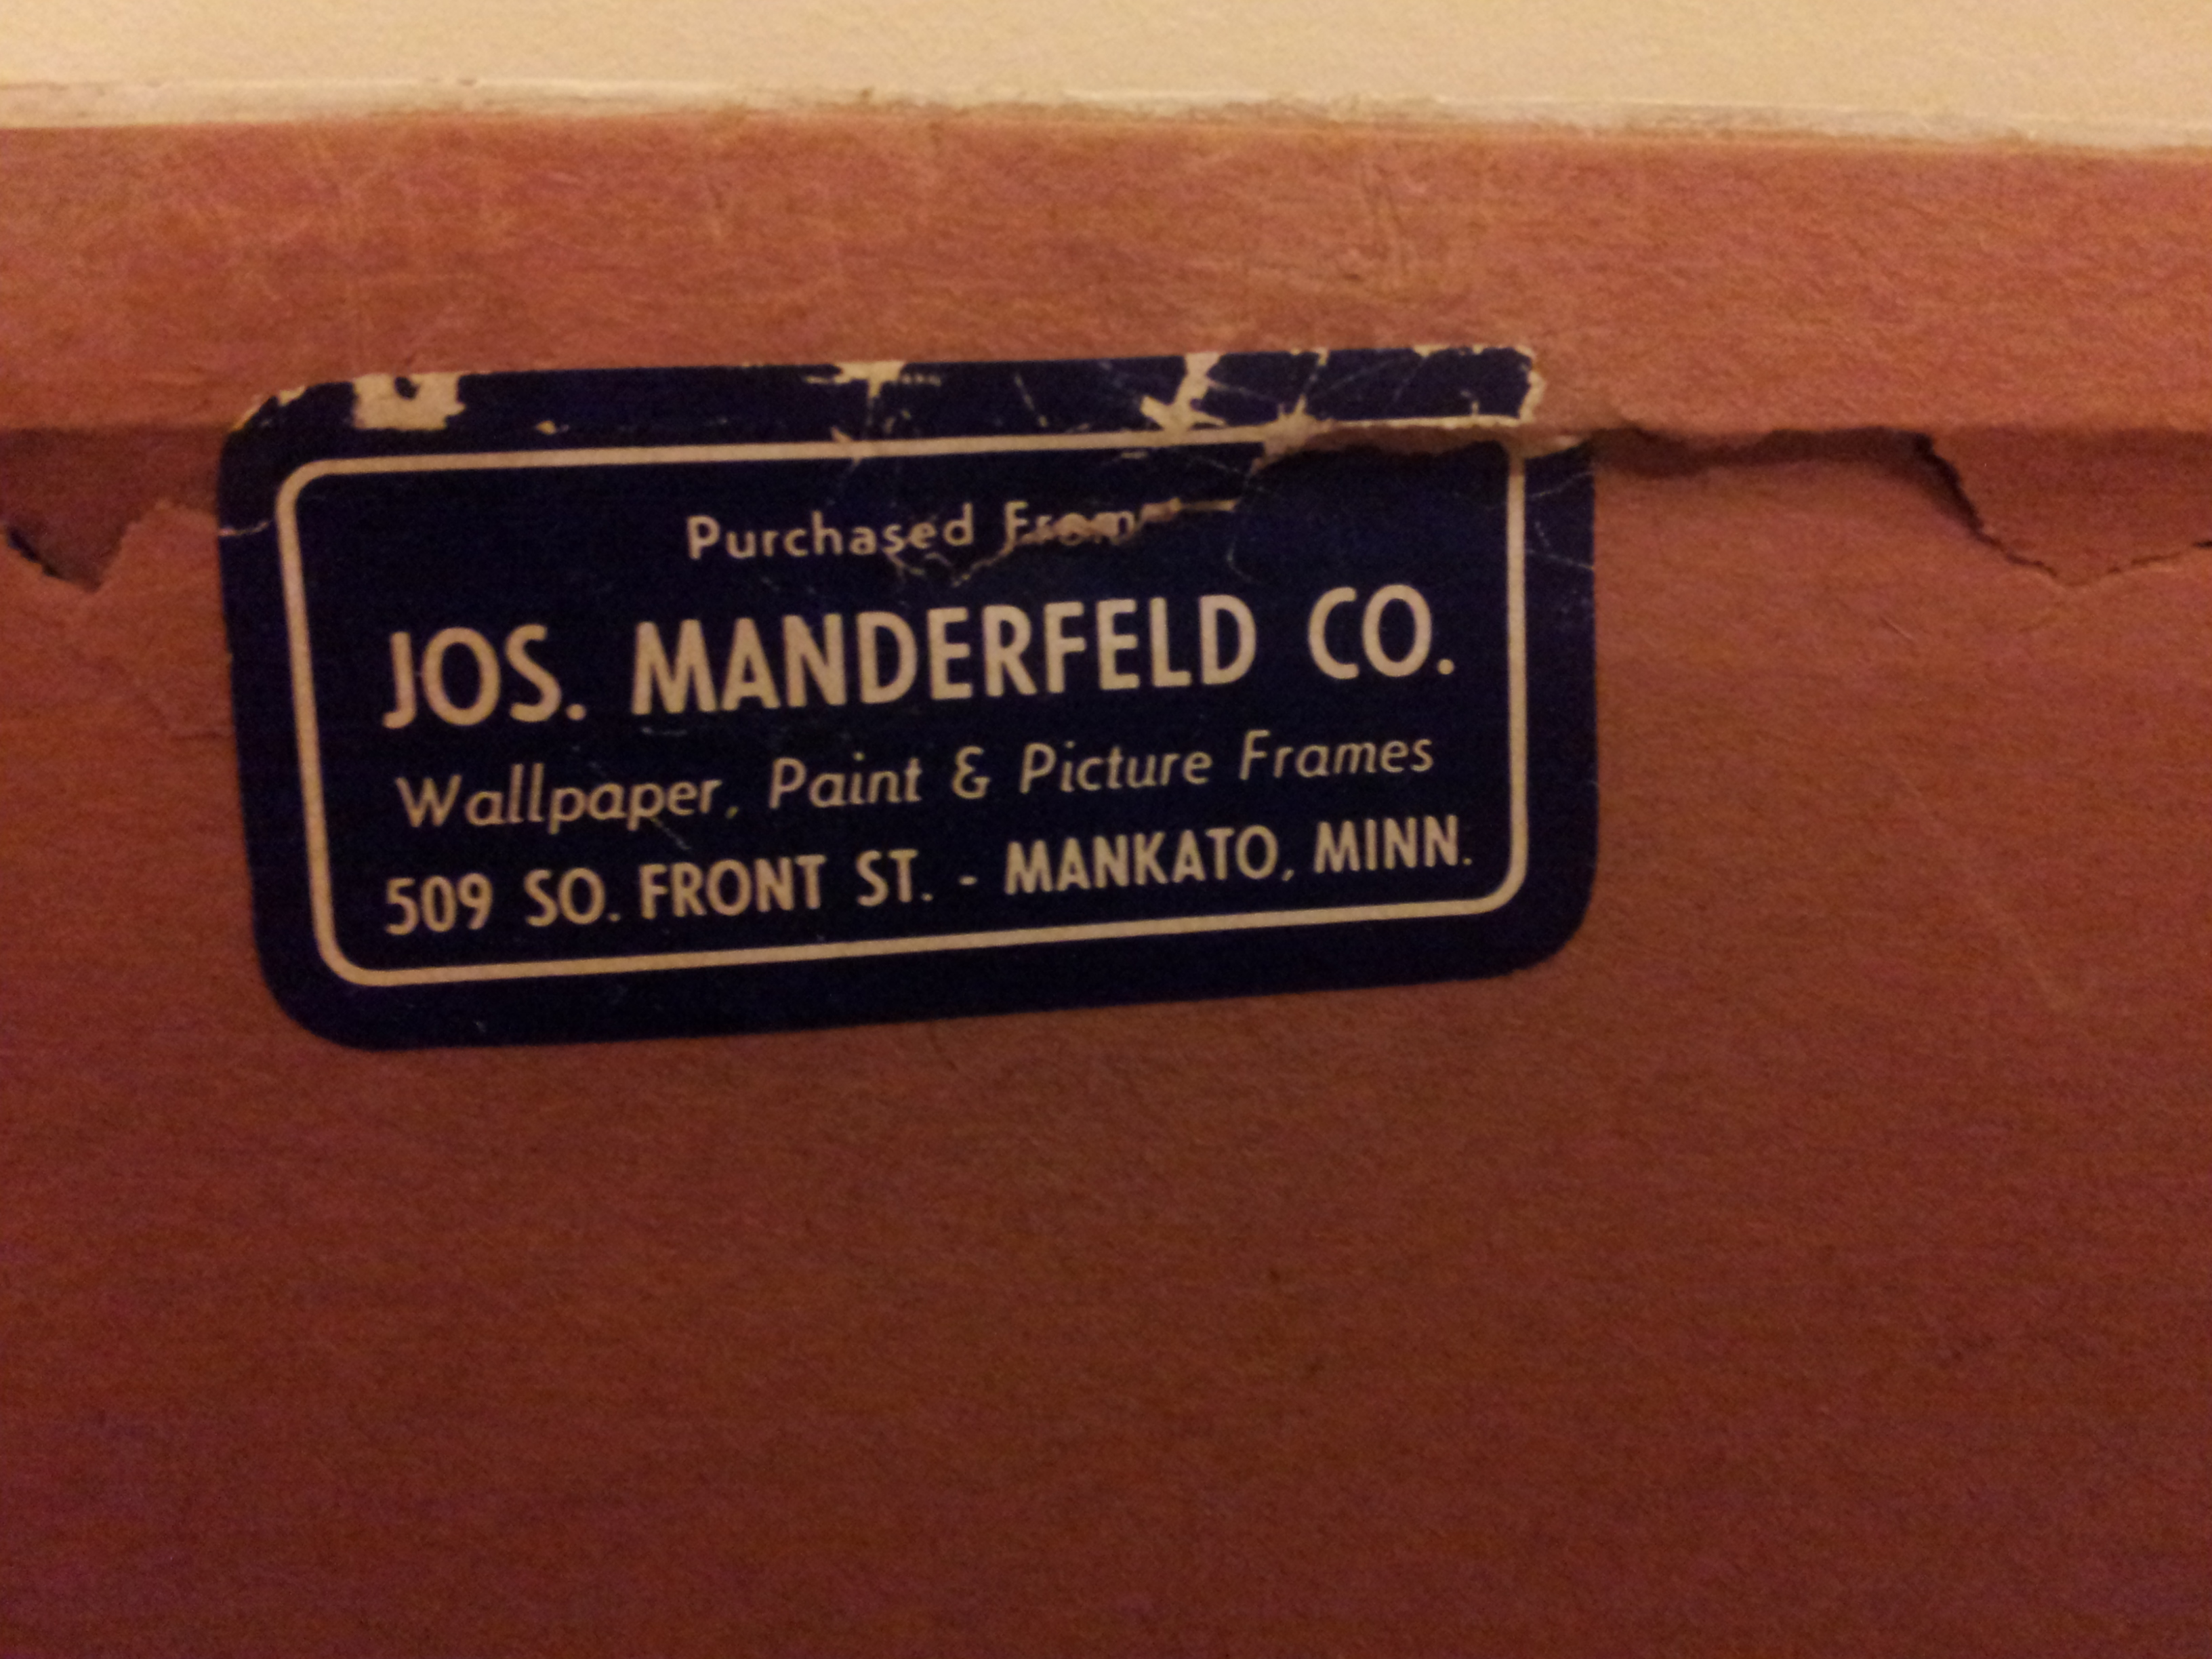 Purchased From
JOS. MANDERFELD CO.
Wallpaper, Paint & Picture Frames
509 SO. FRONT ST. - MANKATO, MINN.